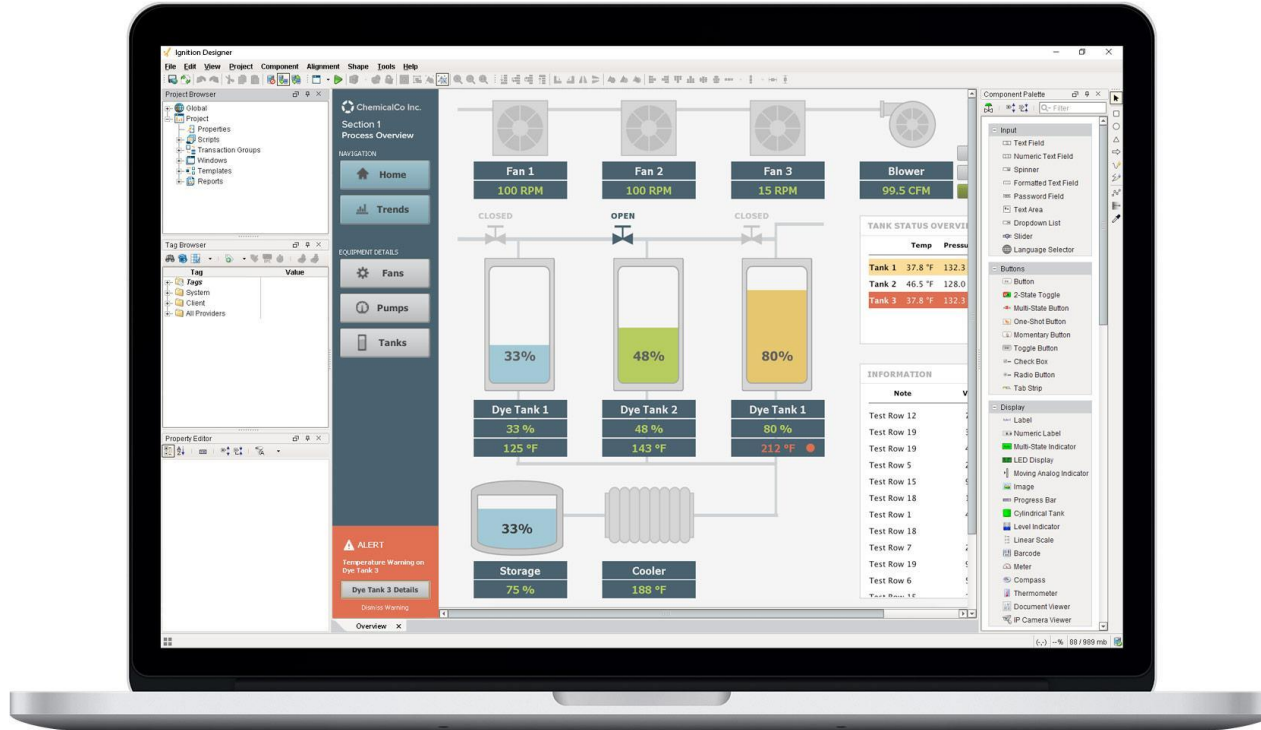 Ignition Designer
File Edit View Project Component Alignment Shape Tools Help
Project Browser
Global
Project
Properties
Scripts
Transaction Groups
Windows
Templates
Reports
Tag Browser
Tag Value
Tags
System
Client
All Providers
Property Editor
ChemicalCo Inc.
Section 1
Process Overview
NAVIGATION
Home
Trends
EQUIPMENT DETAILS
Fans
Pumps
Tanks
ALERT
Temperature Warning on
Dye Tank 3
Dye Tank 3 Details
Dismiss Warning
Overview
Fan 1 Fan 2 Fan 3 Blower
100 RPM 100 RPM 15 RPM 99.5 CFM
CLOSED OPEN CLOSED
33% 48% 80%
Dye Tank 1 Dye Tank 2 Dye Tank 1
33 % 48 % 80 %
125 °F 143 °F 212 °F
33%
Storage Cooler
75 % 188 °F
TANK STATUS OVERVI
Temp Pressu
Tank 1 37.8 °F 132.3
Tank 2 46.5 °F 128.0
Tank 3 37.8 °F 132.3
INFORMATION
Note V
Test Row 12
Test Row 19
Test Row 19
Test Row 5
Test Row 15
Test Row 18
Test Row 1
Test Row 18
Test Row 7
Test Row 19
Test Row 6
Test Row 15
Component Palette
Filter
Input
Text Field
Numeric Text Field
Spinner
Formatted Text Field
Password Field
Text Area
Dropdown List
Slider
Language Selector
Buttons
Button
2-State Toggle
Multi-State Button
One-Shot Button
Momentary Button
Toggle Button
Check Box
Radio Button
Tab Strip
Display
Label
Numeric Label
Multi-State Indicator
LED Display
Moving Analog Indicator
Image
Progress Bar
Cylindrical Tank
Level Indicator
Linear Scale
Barcode
Meter
Compass
Thermometer
Document Viewer
IP Camera Viewer
(-,-) --% 88 / 989 mb